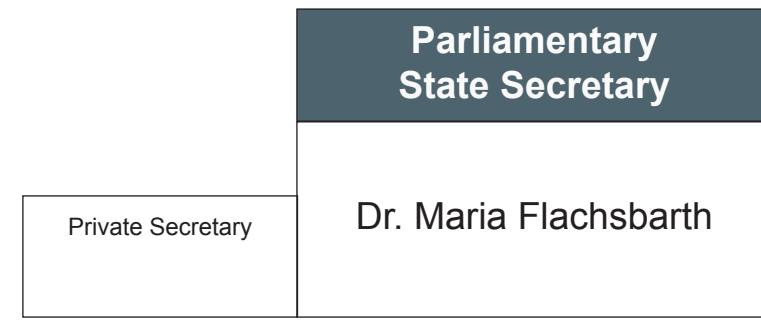 Parliamentary
State Secretary
Dr. Maria Flachsbarth
Private Secretary